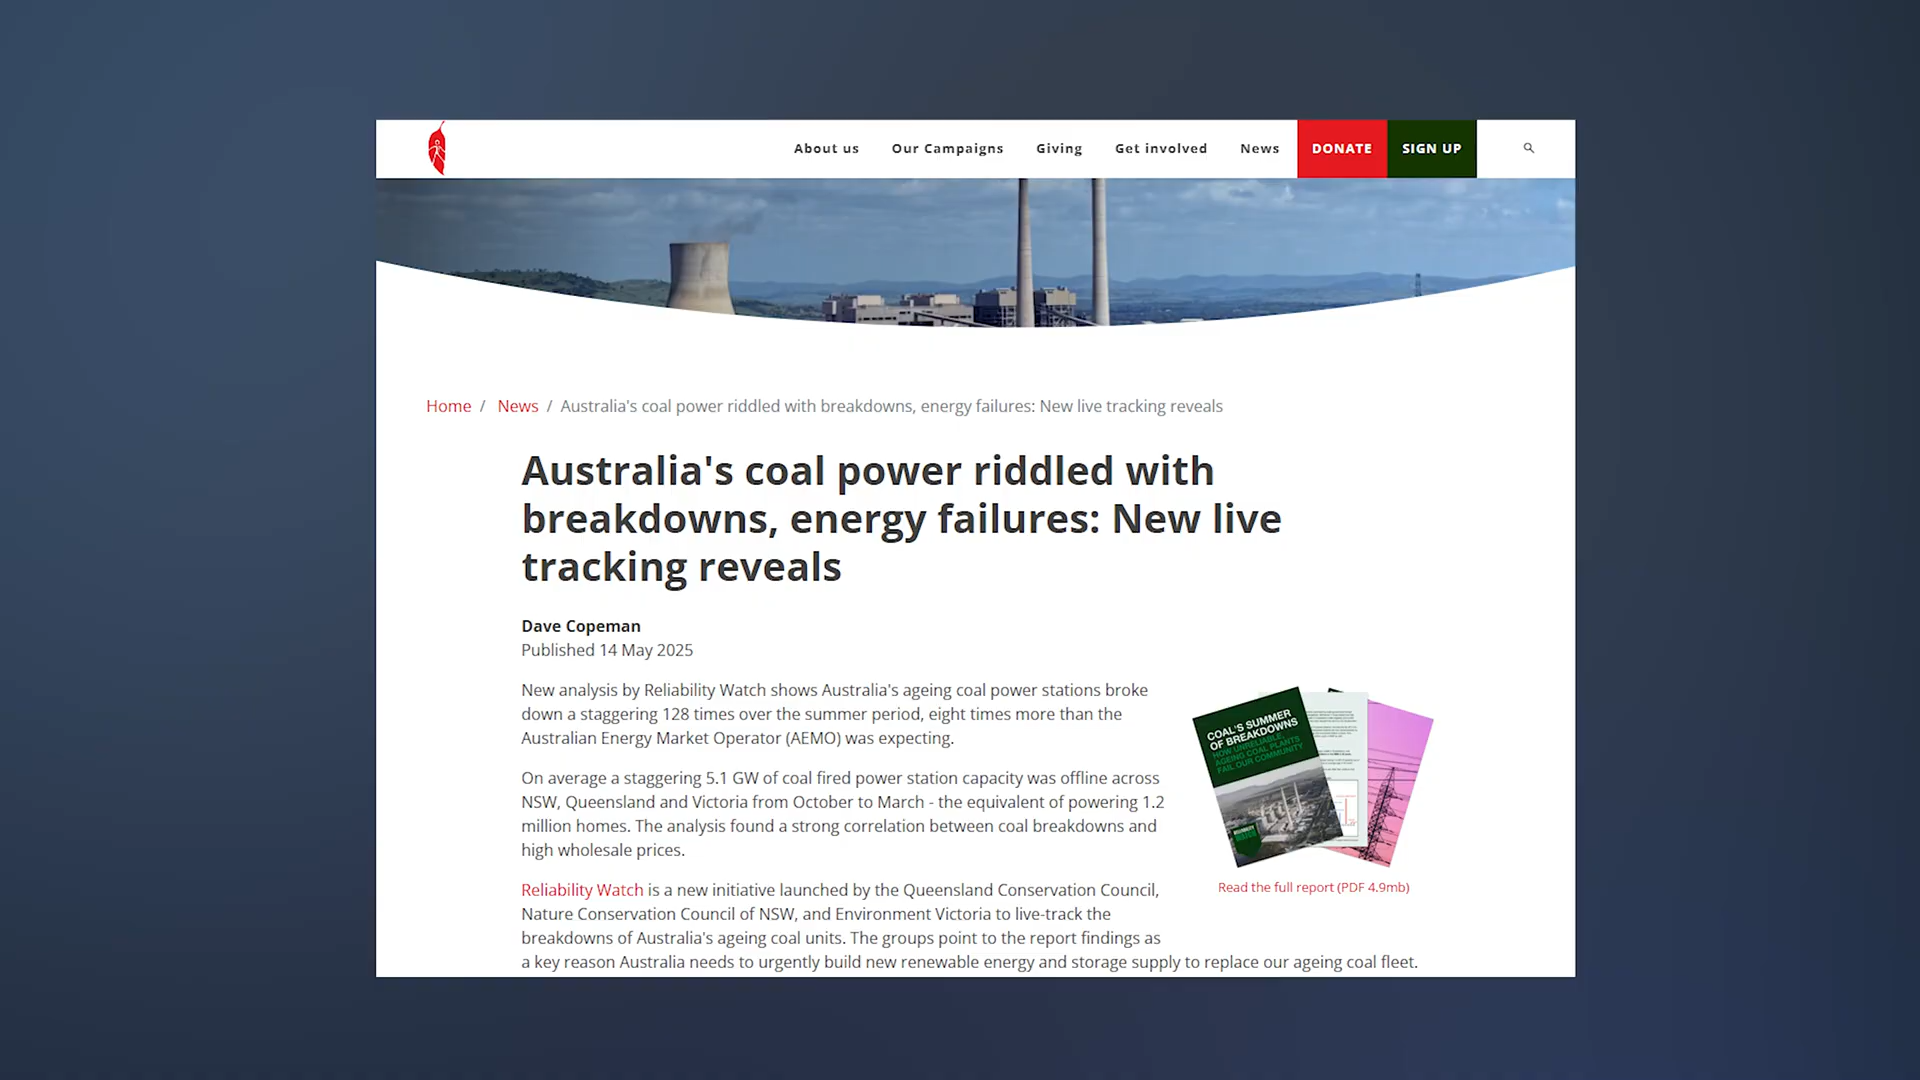 About us Our Campaigns Giving Get involved News DONATE SIGN UP
Home / News / Australia's coal power riddled with breakdowns, energy failures: New live tracking reveals
Australia's coal power riddled with
breakdowns, energy failures: New live
tracking reveals
Dave Copeman
Published 14 May 2025
New analysis by Reliability Watch shows Australia's ageing coal power stations broke
down a staggering 128 times over the summer period, eight times more than the
Australian Energy Market Operator (AEMO) was expecting.
On average a staggering 5.1 GW of coal fired power station capacity was offline across
NSW, Queensland and Victoria from October to March - the equivalent of powering 1.2
million homes. The analysis found a strong correlation between coal breakdowns and
high wholesale prices.
Reliability Watch is a new initiative launched by the Queensland Conservation Council,
Nature Conservation Council of NSW, and Environment Victoria to live-track the
breakdowns of Australia's ageing coal units. The groups point to the report findings as
a key reason Australia needs to urgently build new renewable energy and storage supply to replace our ageing coal fleet.
COAL'S SUMMER
OF BREAKDOWNS
HOW UNRELIABLE,
AGEING COAL PLANTS
FAIL OUR COMMUNITY
Read the full report (PDF 4.9mb)